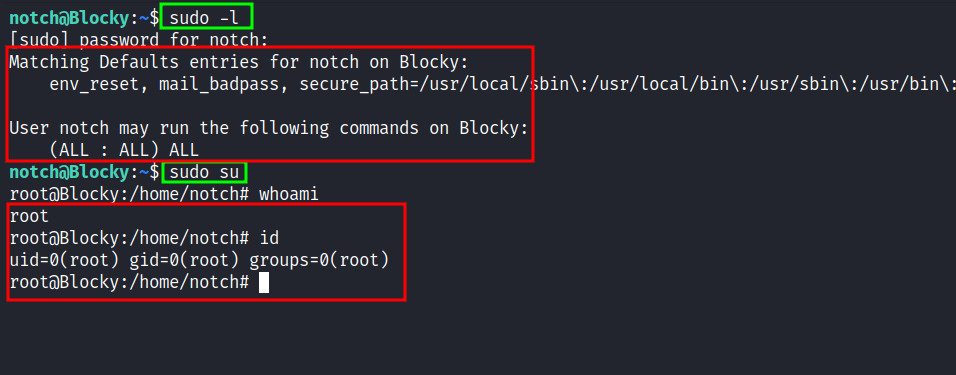 notch@Blocky:~$ sudo -l
[sudo] password for notch:
Matching Defaults entries for notch on Blocky:
    env_reset, mail_badpass, secure_path=/usr/local/sbin\:/usr/local/bin\:/usr/sbin\:/usr/bin\:

User notch may run the following commands on Blocky:
    (ALL : ALL) ALL
notch@Blocky:~$ sudo su
root@Blocky:/home/notch# whoami
root
root@Blocky:/home/notch# id
uid=0(root) gid=0(root) groups=0(root)
root@Blocky:/home/notch#